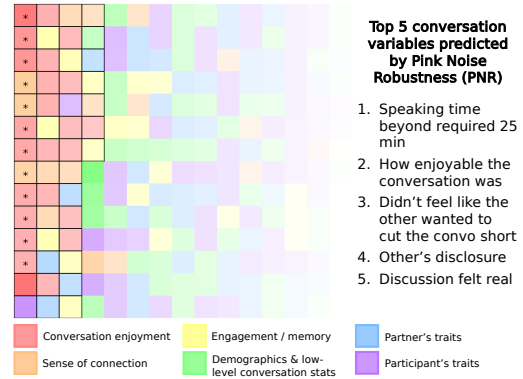 Top 5 conversation
variables predicted
by Pink Noise
Robustness (PNR)
1. Speaking time
beyond required 25
min
2. How enjoyable the
conversation was
3. Didn't feel like the
other wanted to
cut the convo short
4. Other's disclosure
5. Discussion felt real
*
*
*
*
*
*
*
*
*
*
*
*
Conversation enjoyment
Engagement / memory
Partner's traits
Sense of connection
Demographics & low-
level conversation stats
Participant's traits